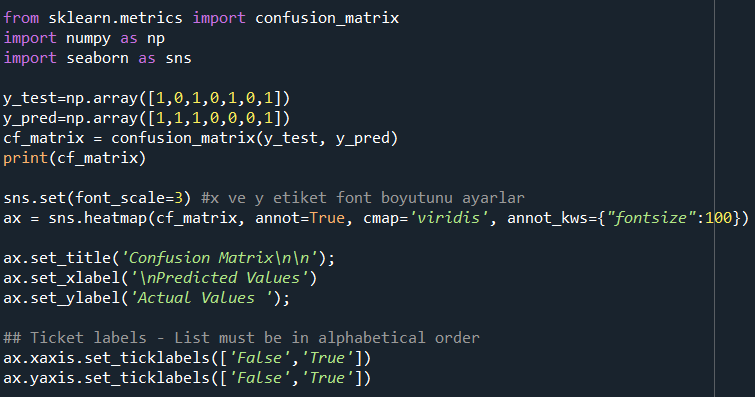 from sklearn.metrics import confusion_matrix
import numpy as np
import seaborn as sns
y_test=np.array([1,0,1,0,1,0,1])
y_pred=np.array([1,1,1,0,0,0,1])
cf_matrix = confusion_matrix(y_test, y_pred)
print(cf_matrix)
sns.set(font_scale=3) #x ve y etiket font boyutunu ayarlar
ax = sns.heatmap(cf_matrix, annot=True, cmap='viridis', annot_kws={"fontsize":100})
ax.set_title('Confusion Matrix\n\n');
ax.set_xlabel('\nPredicted Values')
ax.set_ylabel('Actual Values ');
## Ticket labels - List must be in alphabetical order
ax.xaxis.set_ticklabels(['False','True'])
ax.yaxis.set_ticklabels(['False','True'])